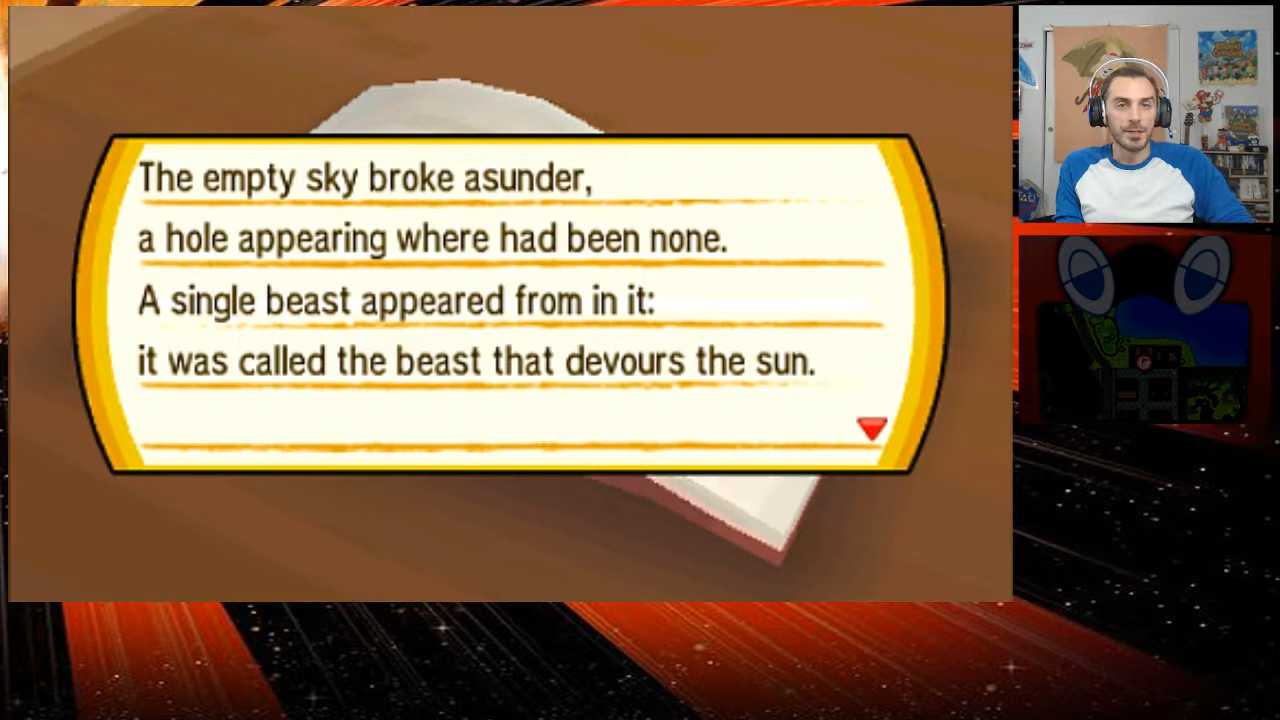 The empty sky broke asunder,
a hole appearing where had been none.
A single beast appeared from in it:
it was called the beast that devours the sun.